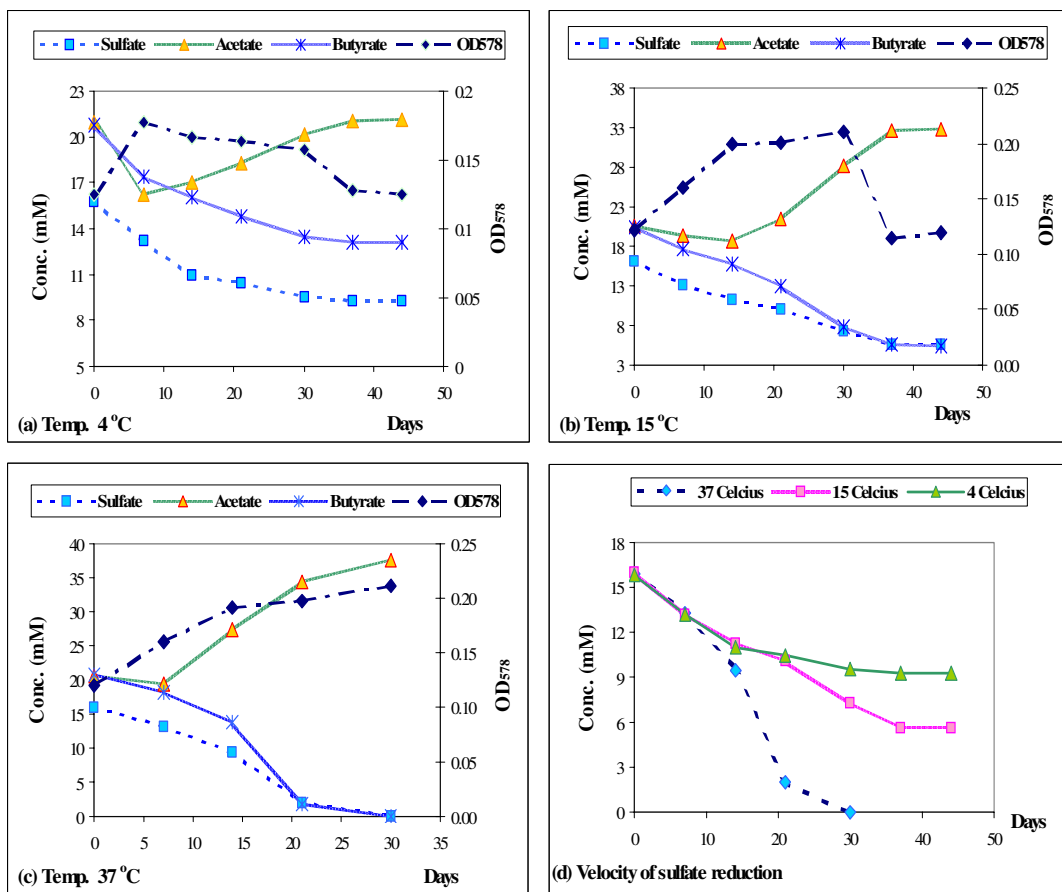 Sulfate Acetate Butyrate OD578
23
21
19
17
15
13
11
9
7
5
0.2
0.15
0.1
0.05
0
0 10 20 30 40 50
Conc. (mM)
OD578
(a) Temp. 4 °C Days
Sulfate Acetate Butyrate OD578
38
33
28
23
18
13
8
3
0.25
0.20
0.15
0.10
0.05
0.00
0 10 20 30 40 50
Conc. (mM)
OD578
(b) Temp. 15 °C Days
Sulfate Acetate Butyrate OD578
40
35
30
25
20
15
10
5
0
0.25
0.20
0.15
0.10
0.05
0.00
0 5 10 15 20 25 30 35
Conc. (mM)
OD578
(c) Temp. 37 °C Days
37 Celcius 15 Celcius 4 Celcius
18
15
12
9
6
3
0
0 10 20 30 40 50
Conc. (mM)
Days
(d) Velocity of sulfate reduction